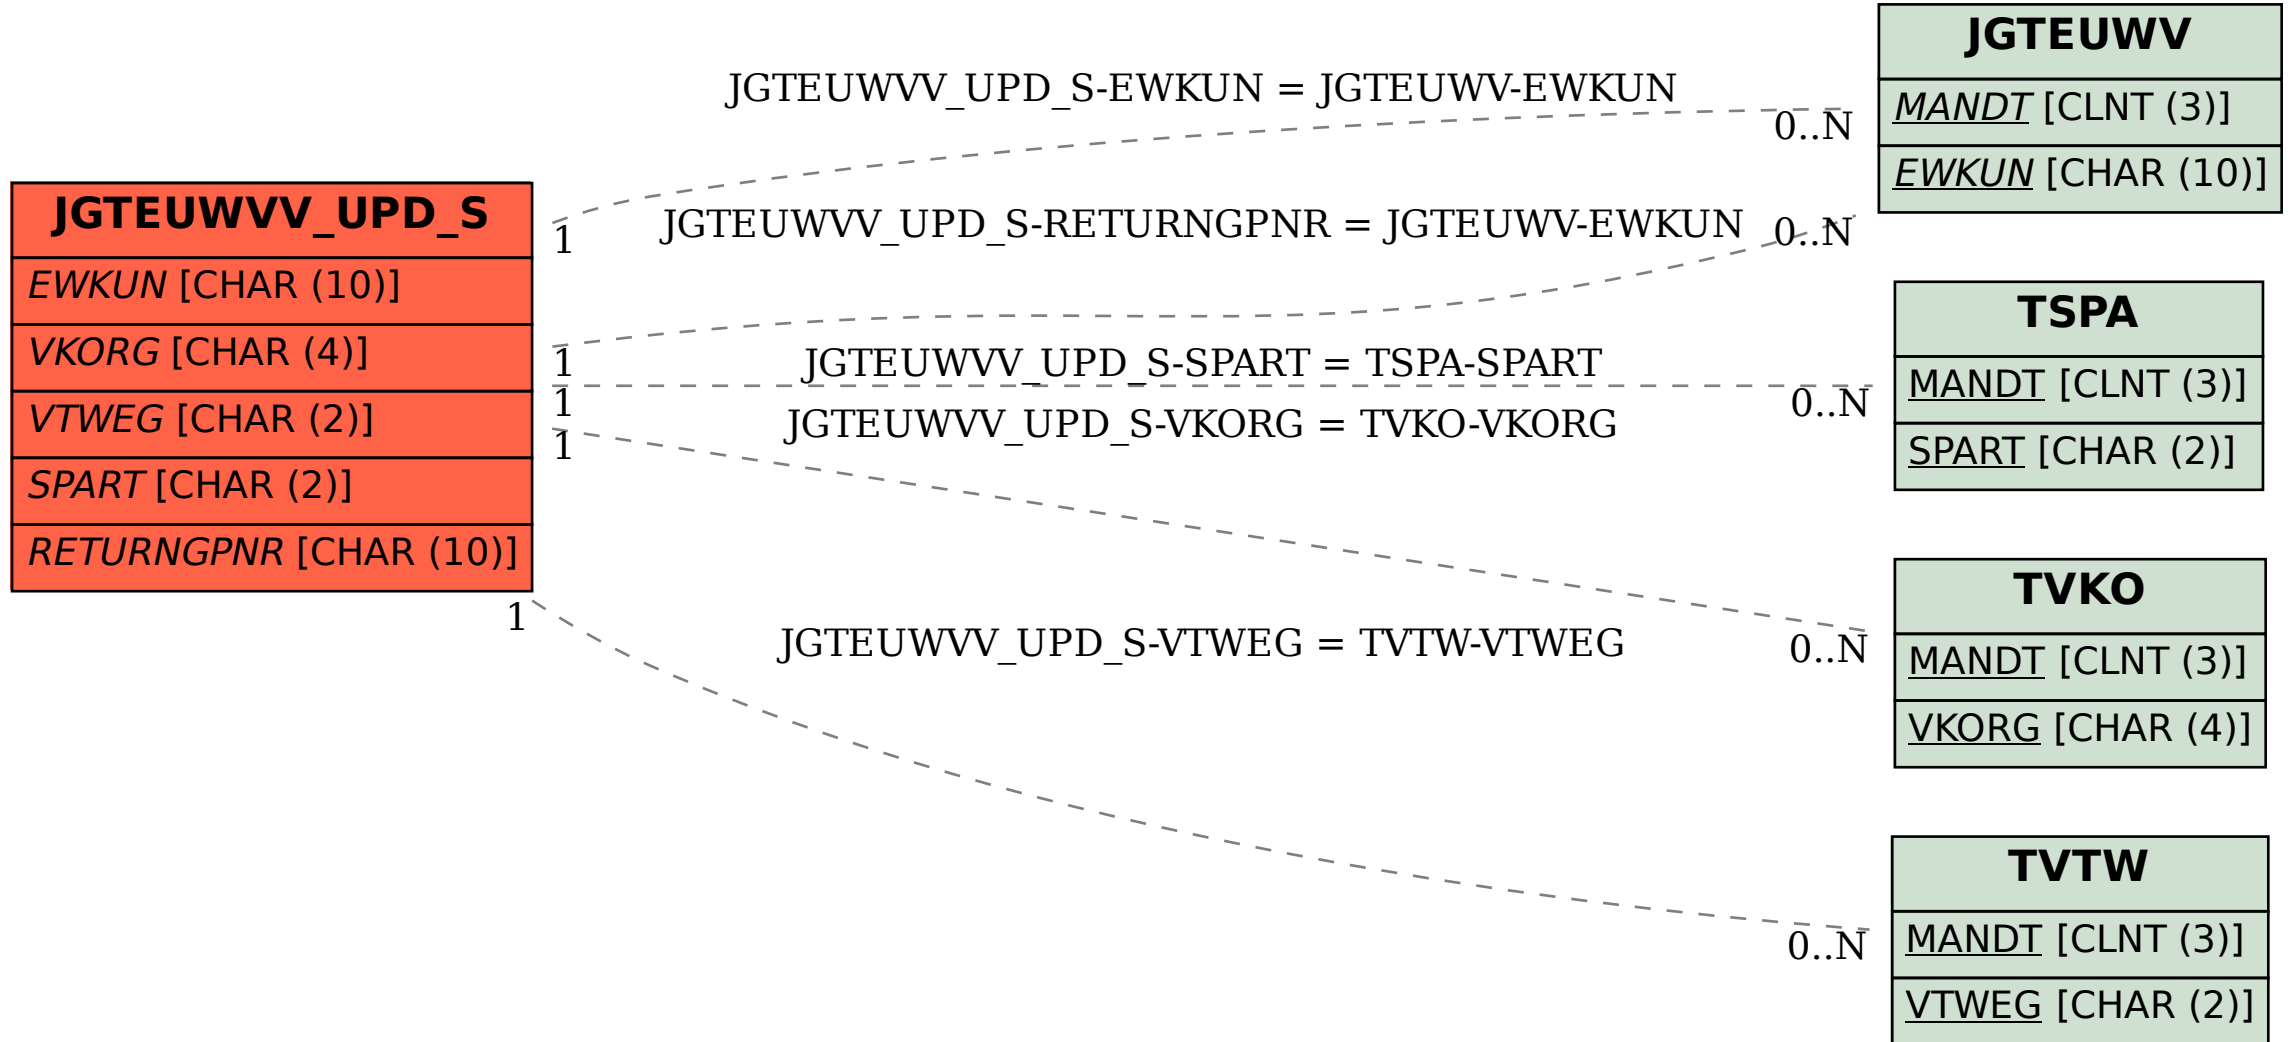 JGTEUWVV_UPD_S
EWKUN [CHAR (10)]
VKORG [CHAR (4)]
VTWEG [CHAR (2)]
SPART [CHAR (2)]
RETURNGPNR [CHAR (10)]
JGTEUWVV_UPD_S-EWKUN = JGTEUWV-EWKUN
1
0..N
JGTEUWVV_UPD_S-RETURNGPNR = JGTEUWV-EWKUN
1
0..N
JGTEUWVV_UPD_S-SPART = TSPA-SPART
1
0..N
JGTEUWVV_UPD_S-VKORG = TVKO-VKORG
1
0..N
JGTEUWVV_UPD_S-VTWEG = TVTW-VTWEG
1
0..N
JGTEUWV
MANDT [CLNT (3)]
EWKUN [CHAR (10)]
TSPA
MANDT [CLNT (3)]
SPART [CHAR (2)]
TVKO
MANDT [CLNT (3)]
VKORG [CHAR (4)]
TVTW
MANDT [CLNT (3)]
VTWEG [CHAR (2)]